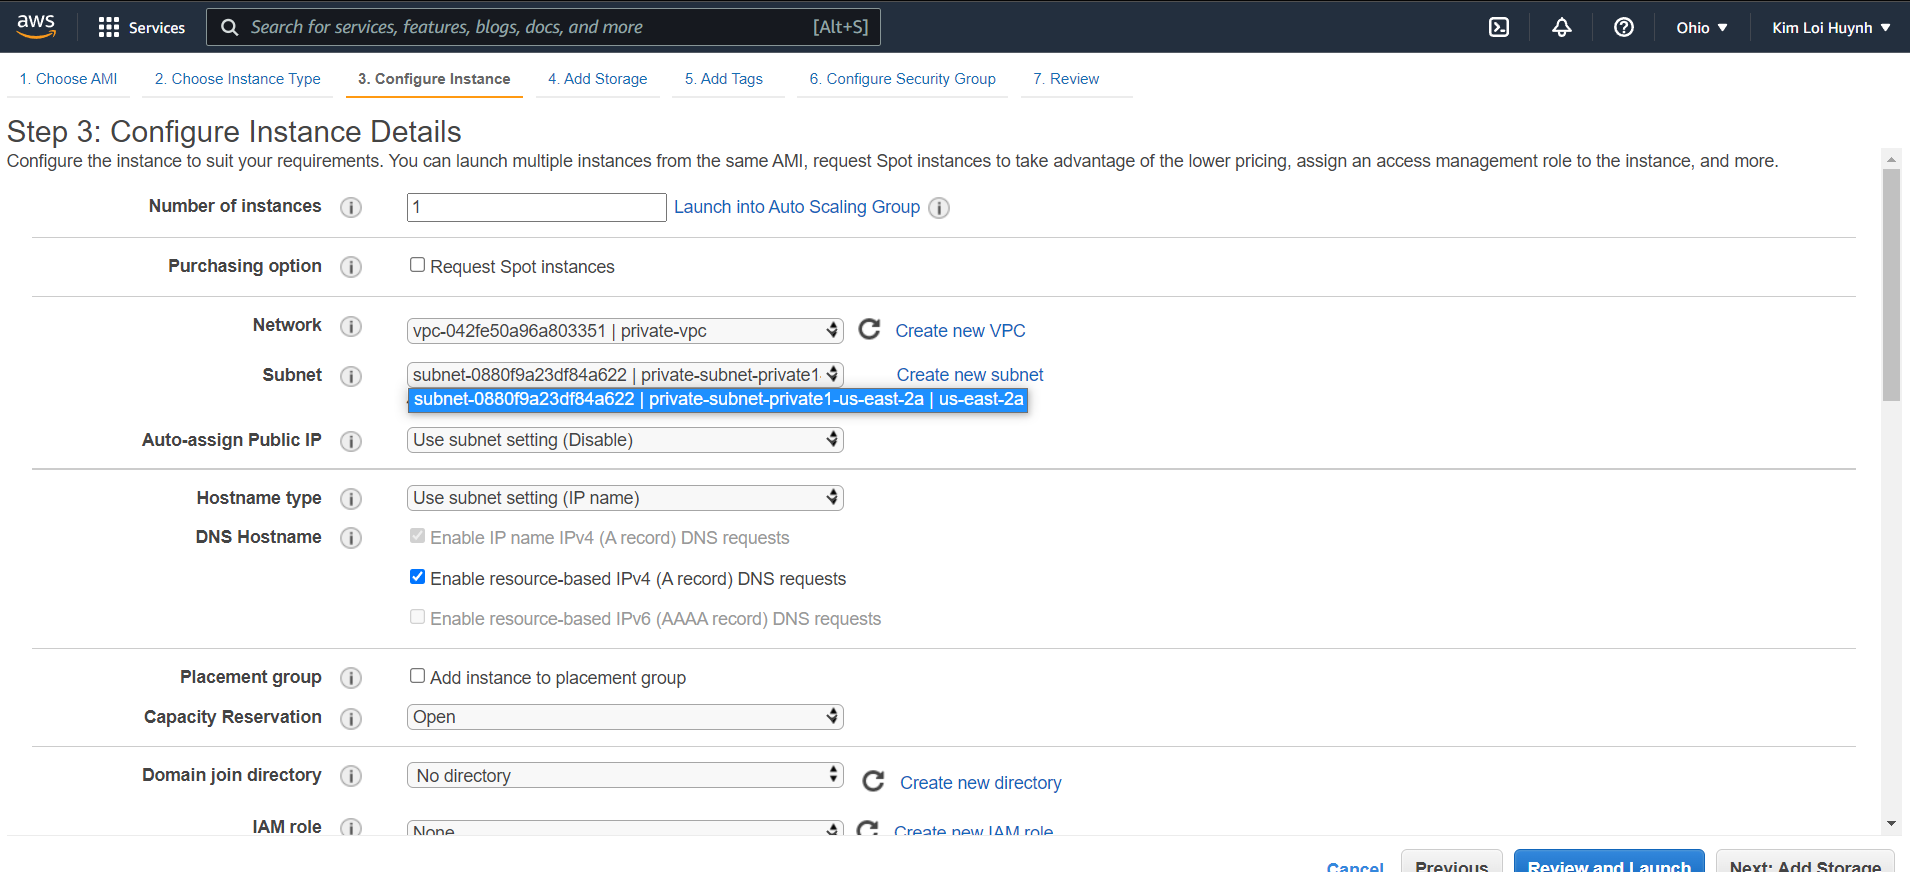 aws Services Search for services, features, blogs, docs, and more [Alt+S] Ohio Kim Loi Huynh
1. Choose AMI 2. Choose Instance Type 3. Configure Instance 4. Add Storage 5. Add Tags 6. Configure Security Group 7. Review
Step 3: Configure Instance Details
Configure the instance to suit your requirements. You can launch multiple instances from the same AMI, request Spot instances to take advantage of the lower pricing, assign an access management role to the instance, and more.
Number of instances 1 Launch into Auto Scaling Group
Purchasing option Request Spot instances
Network vpc-042fe50a96a803351 | private-vpc Create new VPC
Subnet subnet-0880f9a23df84a622 | private-subnet-private1- Create new subnet
subnet-0880f9a23df84a622 | private-subnet-private1-us-east-2a | us-east-2a
Auto-assign Public IP Use subnet setting (Disable)
Hostname type Use subnet setting (IP name)
DNS Hostname Enable IP name IPv4 (A record) DNS requests
Enable resource-based IPv4 (A record) DNS requests
Enable resource-based IPv6 (AAAA record) DNS requests
Placement group Add instance to placement group
Capacity Reservation Open
Domain join directory No directory Create new directory
IAM role None Create new IAM role
Cancel Previous Review and Launch Next: Add Storage